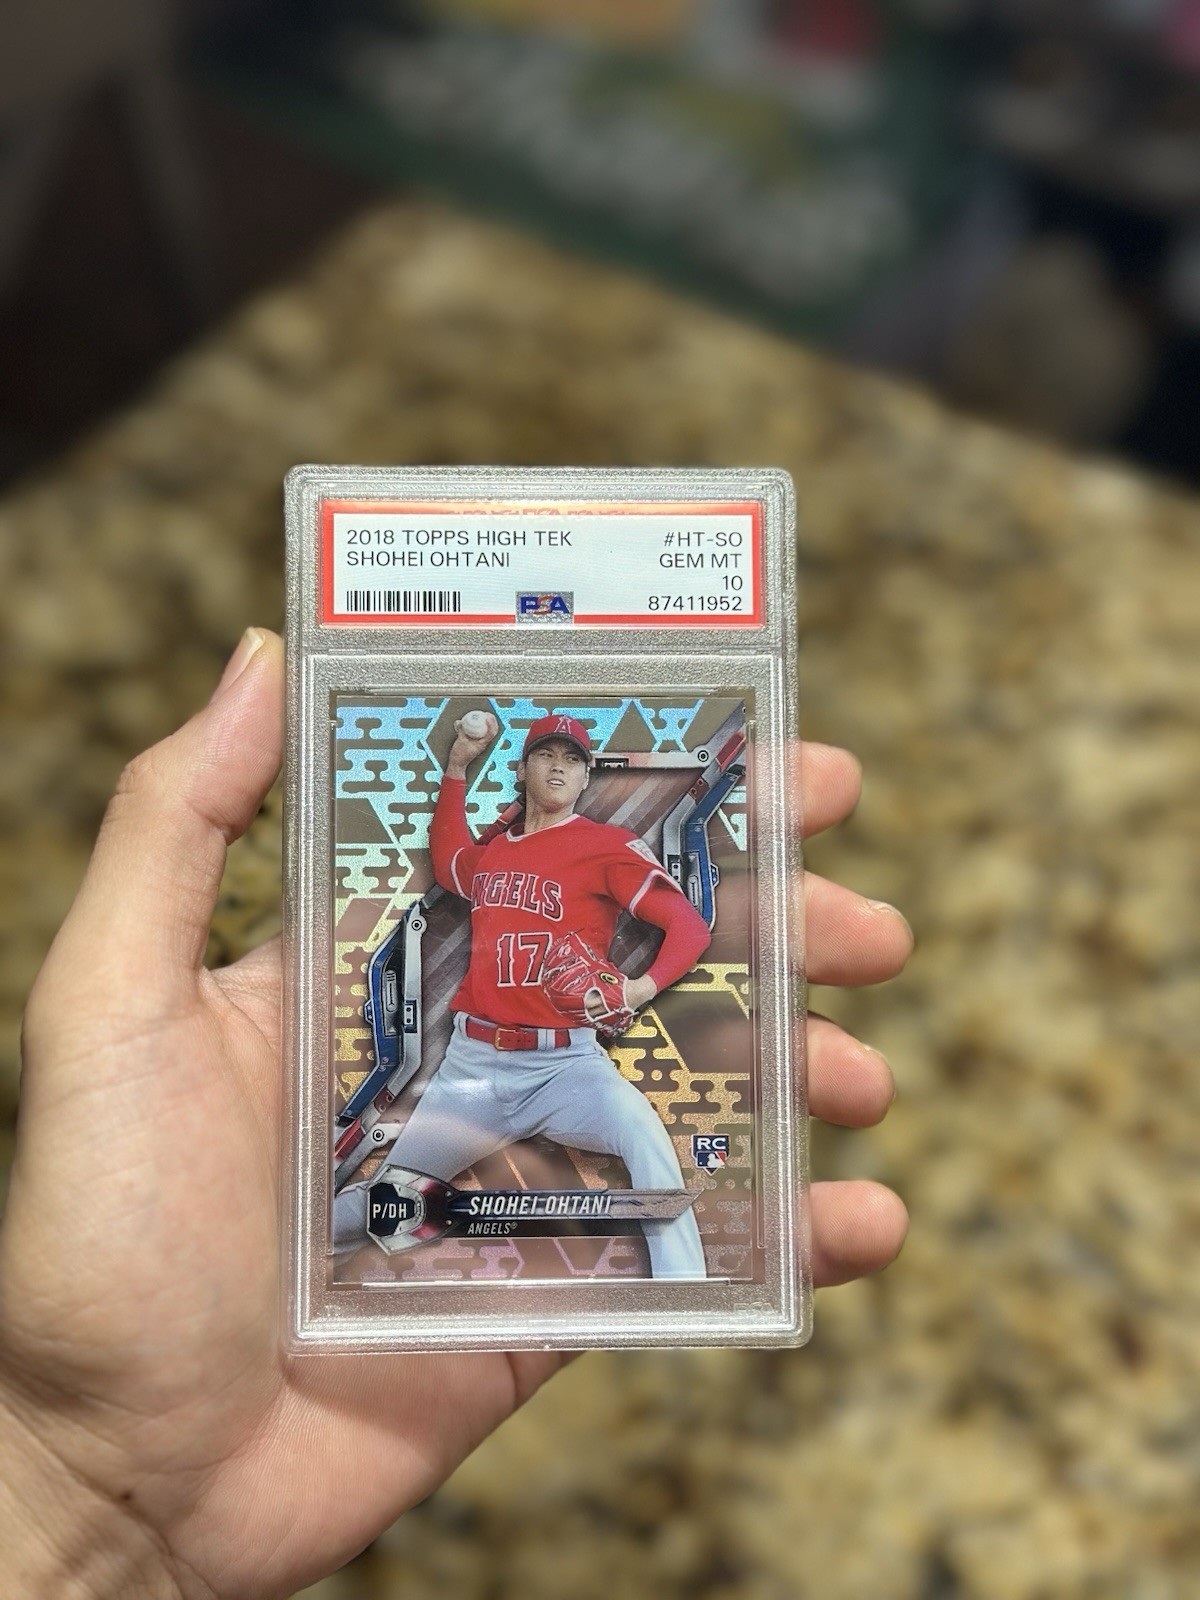 2018 TOPPS HIGH TEK #HT-SO
SHOHEI OHTANI GEM MT
10
PSA 87411952
A
ANGELS
17
RC
P/DH SHOHEI OHTANI
ANGELS®